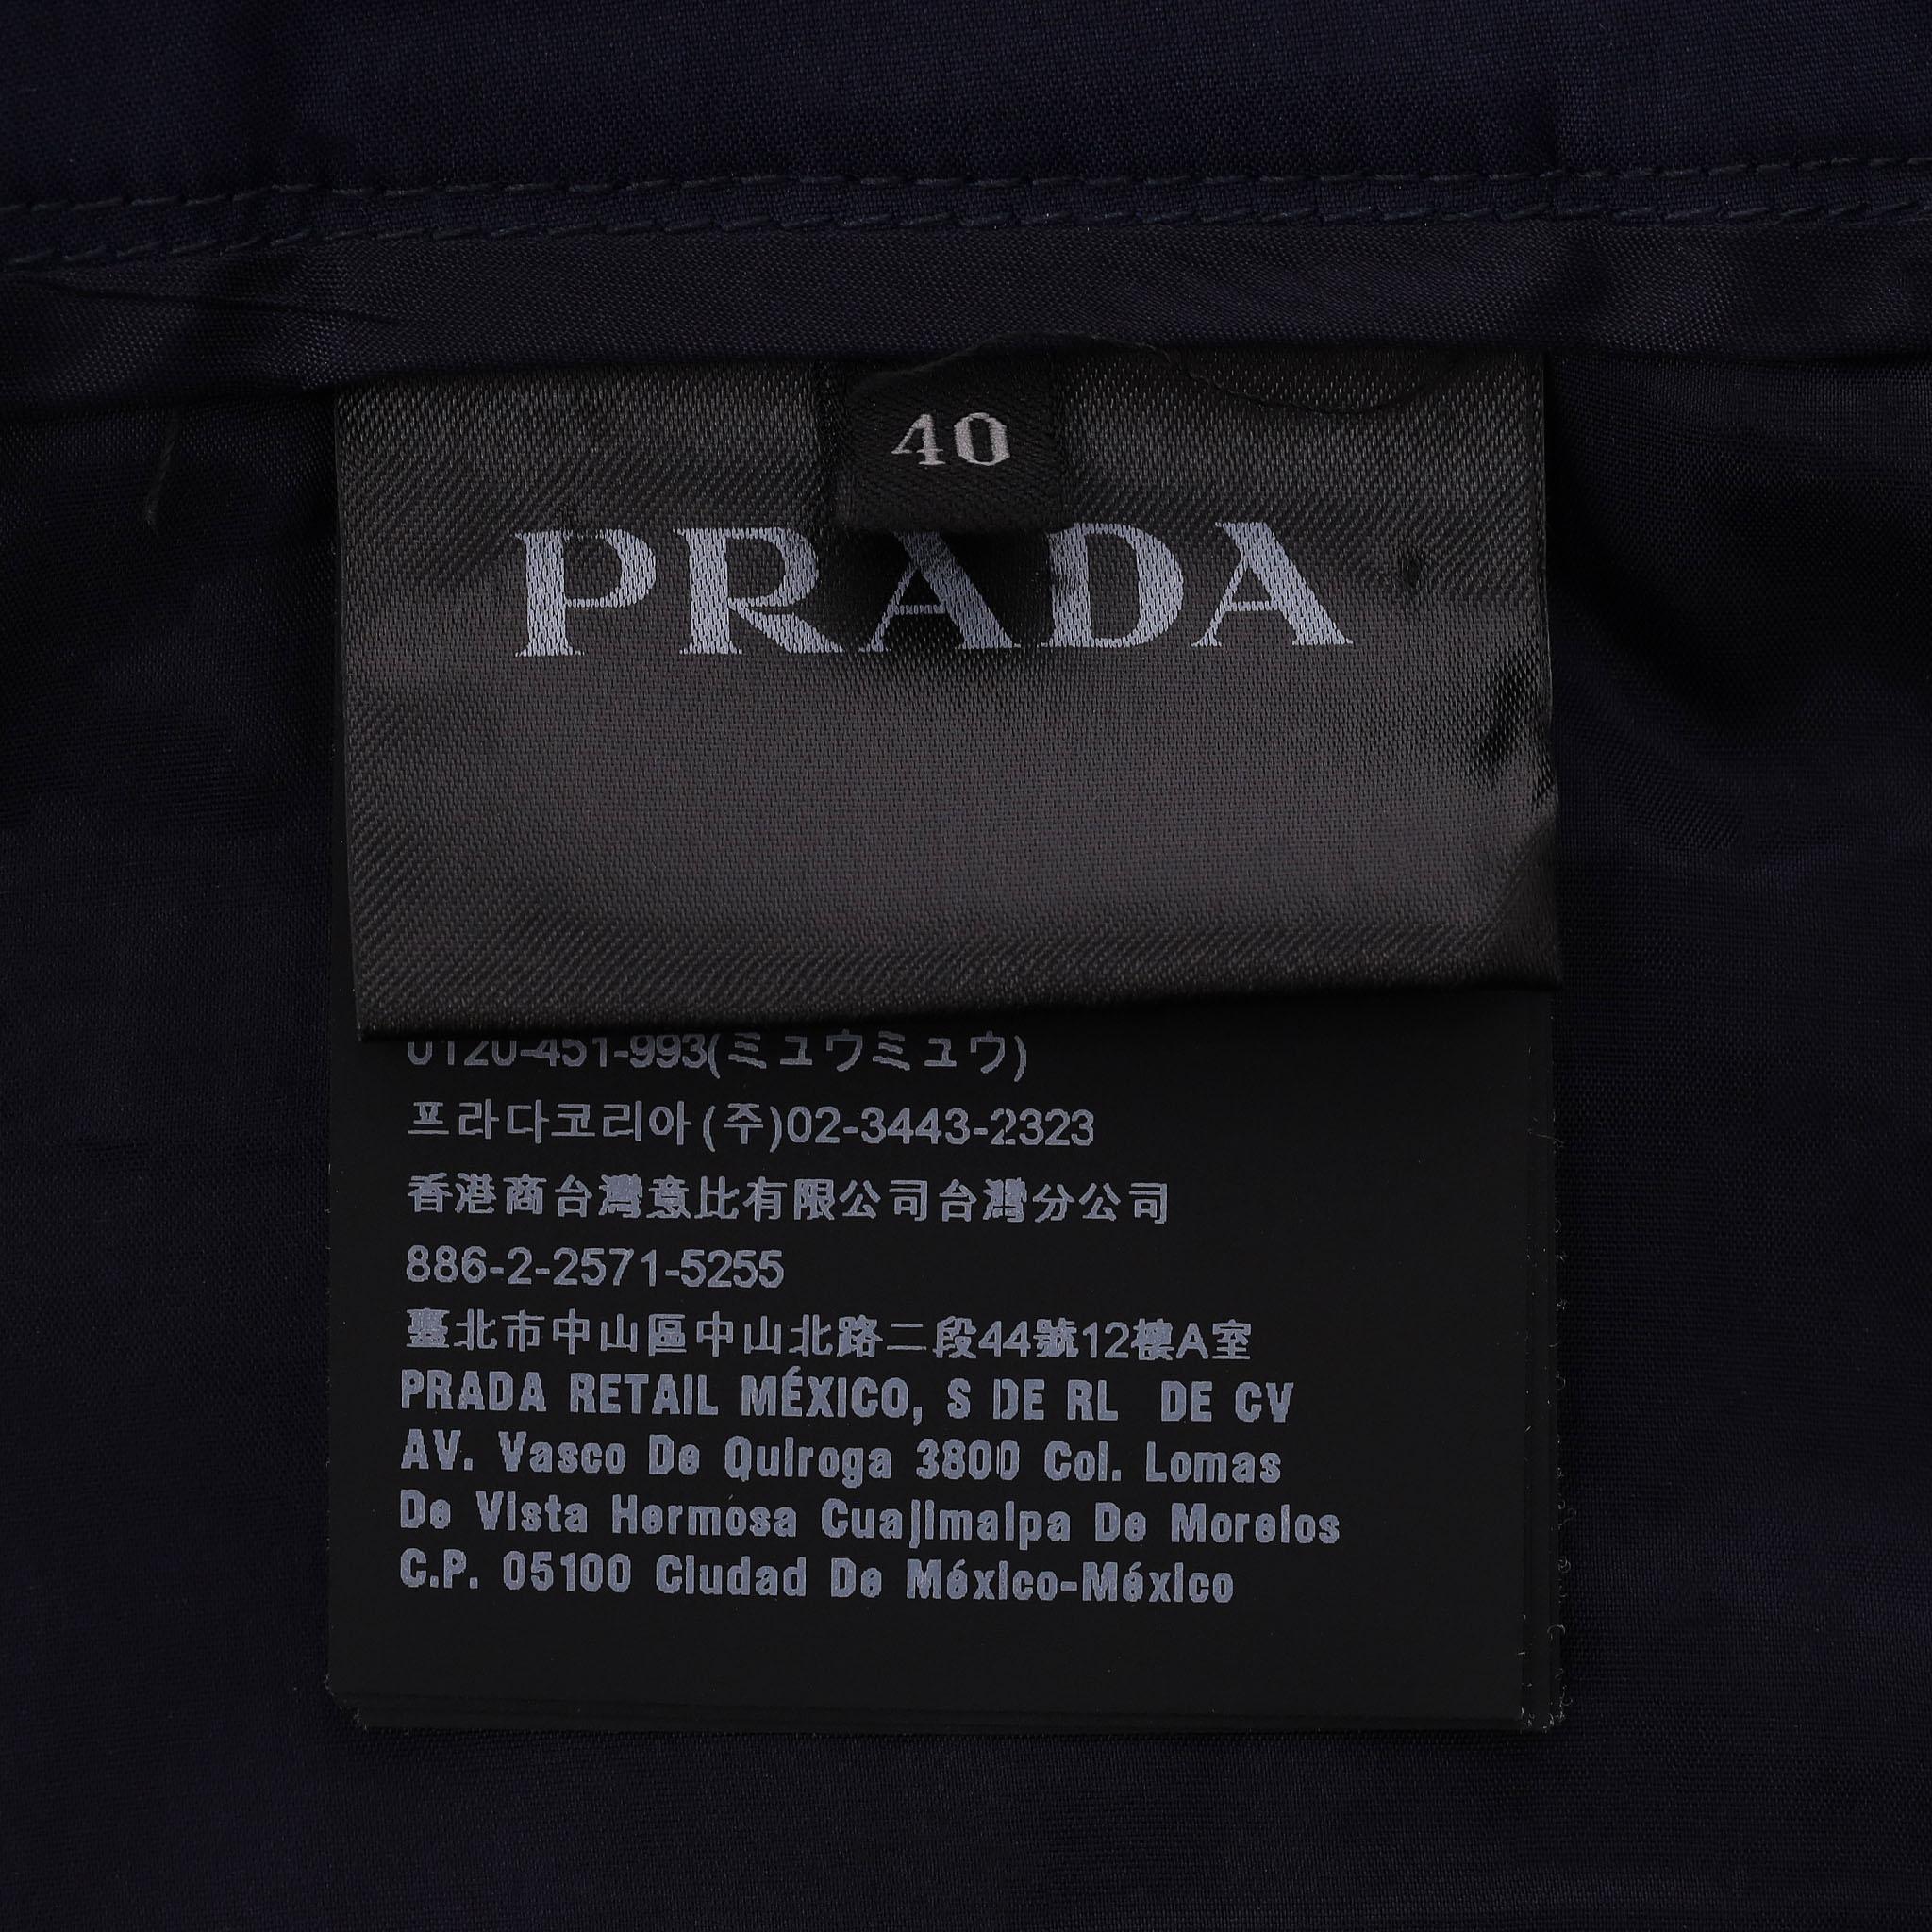 40
PRADA
0120-451-993(ミュウミュウ)
프라다코리아(주)02-3443-2323
香港商台灣意比有限公司台灣分公司
886-2-2571-5255
臺北市中山區中山北路二段44號12樓A室
PRADA RETAIL MÉXICO, S DE RL DE CV
AV. Vasco De Quiroga 3800 Col. Lomas
De Vista Hermosa Cuajimalpa De Morelos
C.P. 05100 Ciudad De México-México